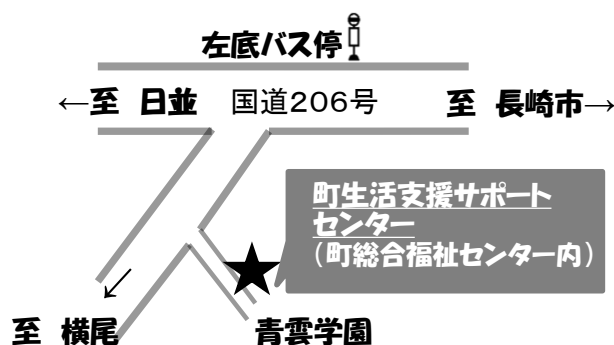 左底バス停
←至 日並 国道206号 至 長崎市→
町生活支援サポート
センター
(町総合福祉センター内)
至 横尾
青雲学園